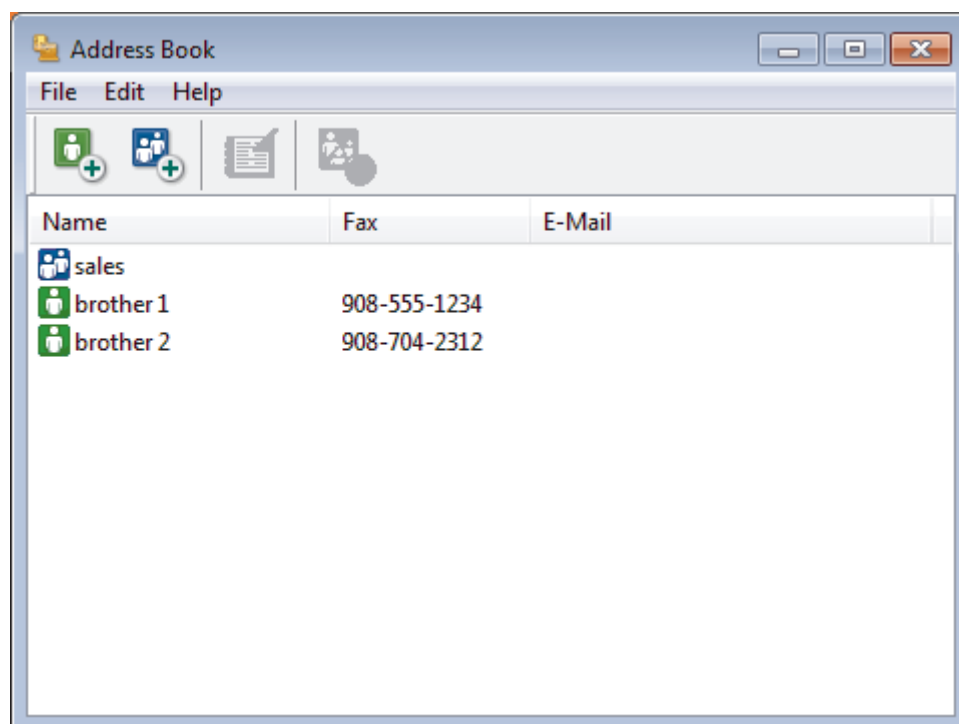 Address Book
File Edit Help
Name Fax E-Mail
sales
brother 1 908-555-1234
brother 2 908-704-2312